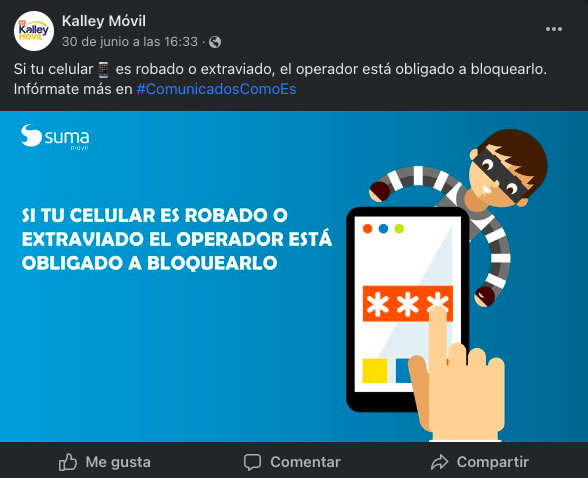 Kalley Móvil
30 de junio a las 16:33 ·
Kalley
MÓVIL
Si tu celular 📱 es robado o extraviado, el operador está obligado a bloquearlo.
Infórmate más en #ComunicadosComoEs
suma
móvil
SI TU CELULAR ES ROBADO O
EXTRAVIADO EL OPERADOR ESTÁ
OBLIGADO A BLOQUEARLO
***
Me gusta
Comentar
Compartir